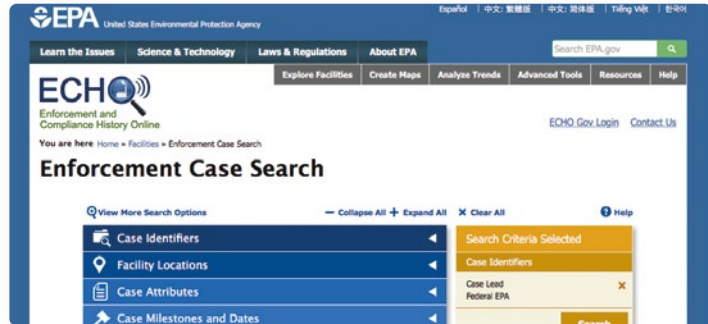 Español | 中文: 繁體版 | 中文: 简体版 | Tiếng Việt | 한국어
EPA United States Environmental Protection Agency
Learn the Issues Science & Technology Laws & Regulations About EPA Search EPA.gov
Explore Facilities Create Maps Analyze Trends Advanced Tools Resources Help
ECHO
Enforcement and
Compliance History Online
ECHO Gov Login Contact Us
You are here Home » Facilities » Enforcement Case Search
Enforcement Case Search
View More Search Options — Collapse All + Expand All X Clear All Help
Case Identifiers
Search Criteria Selected
Facility Locations
Case Identifiers
Case Attributes
Case Lead
Federal EPA
Case Milestones and Dates
Search